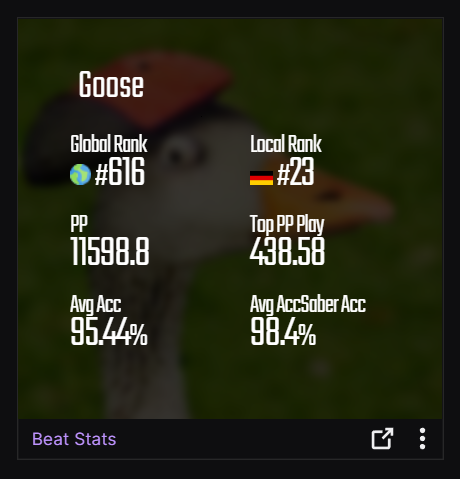 Goose
Global Rank Local Rank
#616 #23
PP Top PP Play
11598.8 438.58
Avg Acc Avg AccSaber Acc
95.44% 98.4%
Beat Stats